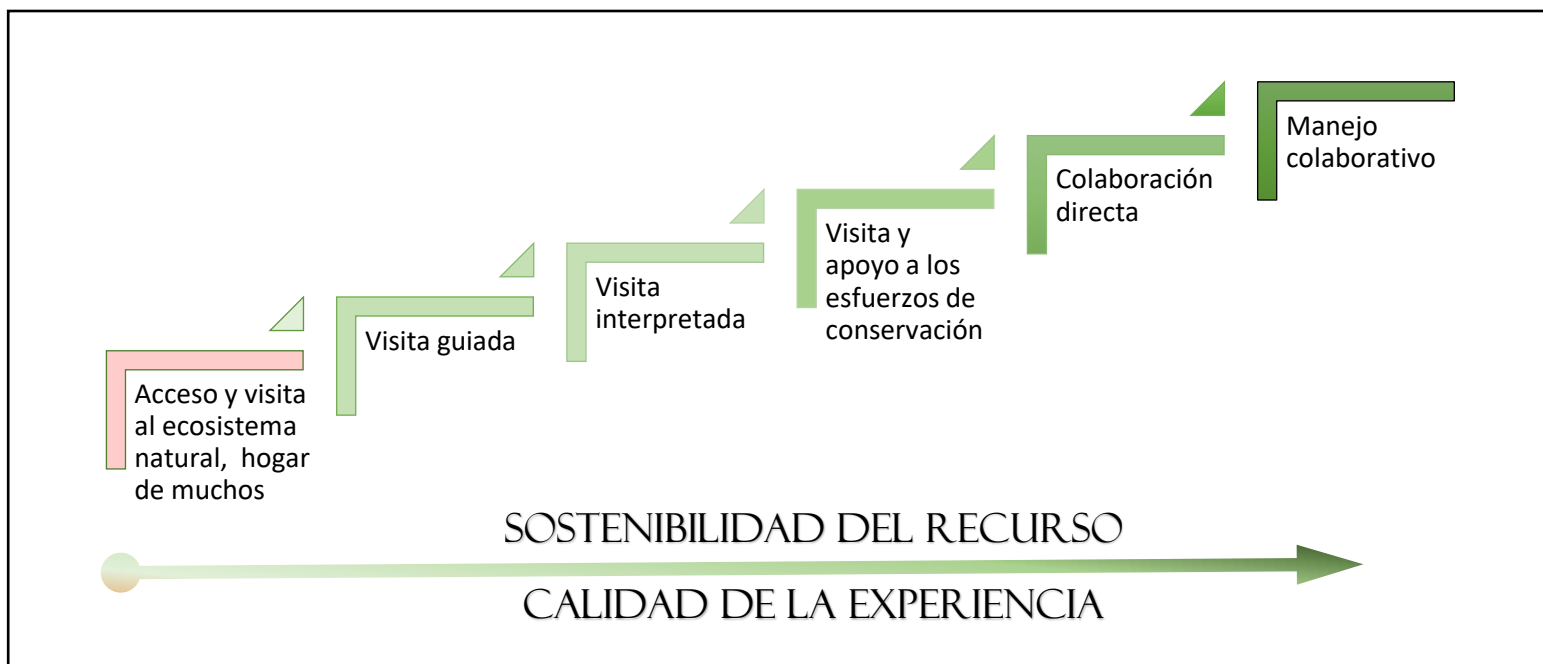 Acceso y visita
al ecosistema
natural, hogar
de muchos
Visita guiada
Visita
interpretada
Visita y
apoyo a los
esfuerzos de
conservación
Colaboración
directa
Manejo
colaborativo
SOSTENIBILIDAD DEL RECURSO
CALIDAD DE LA EXPERIENCIA